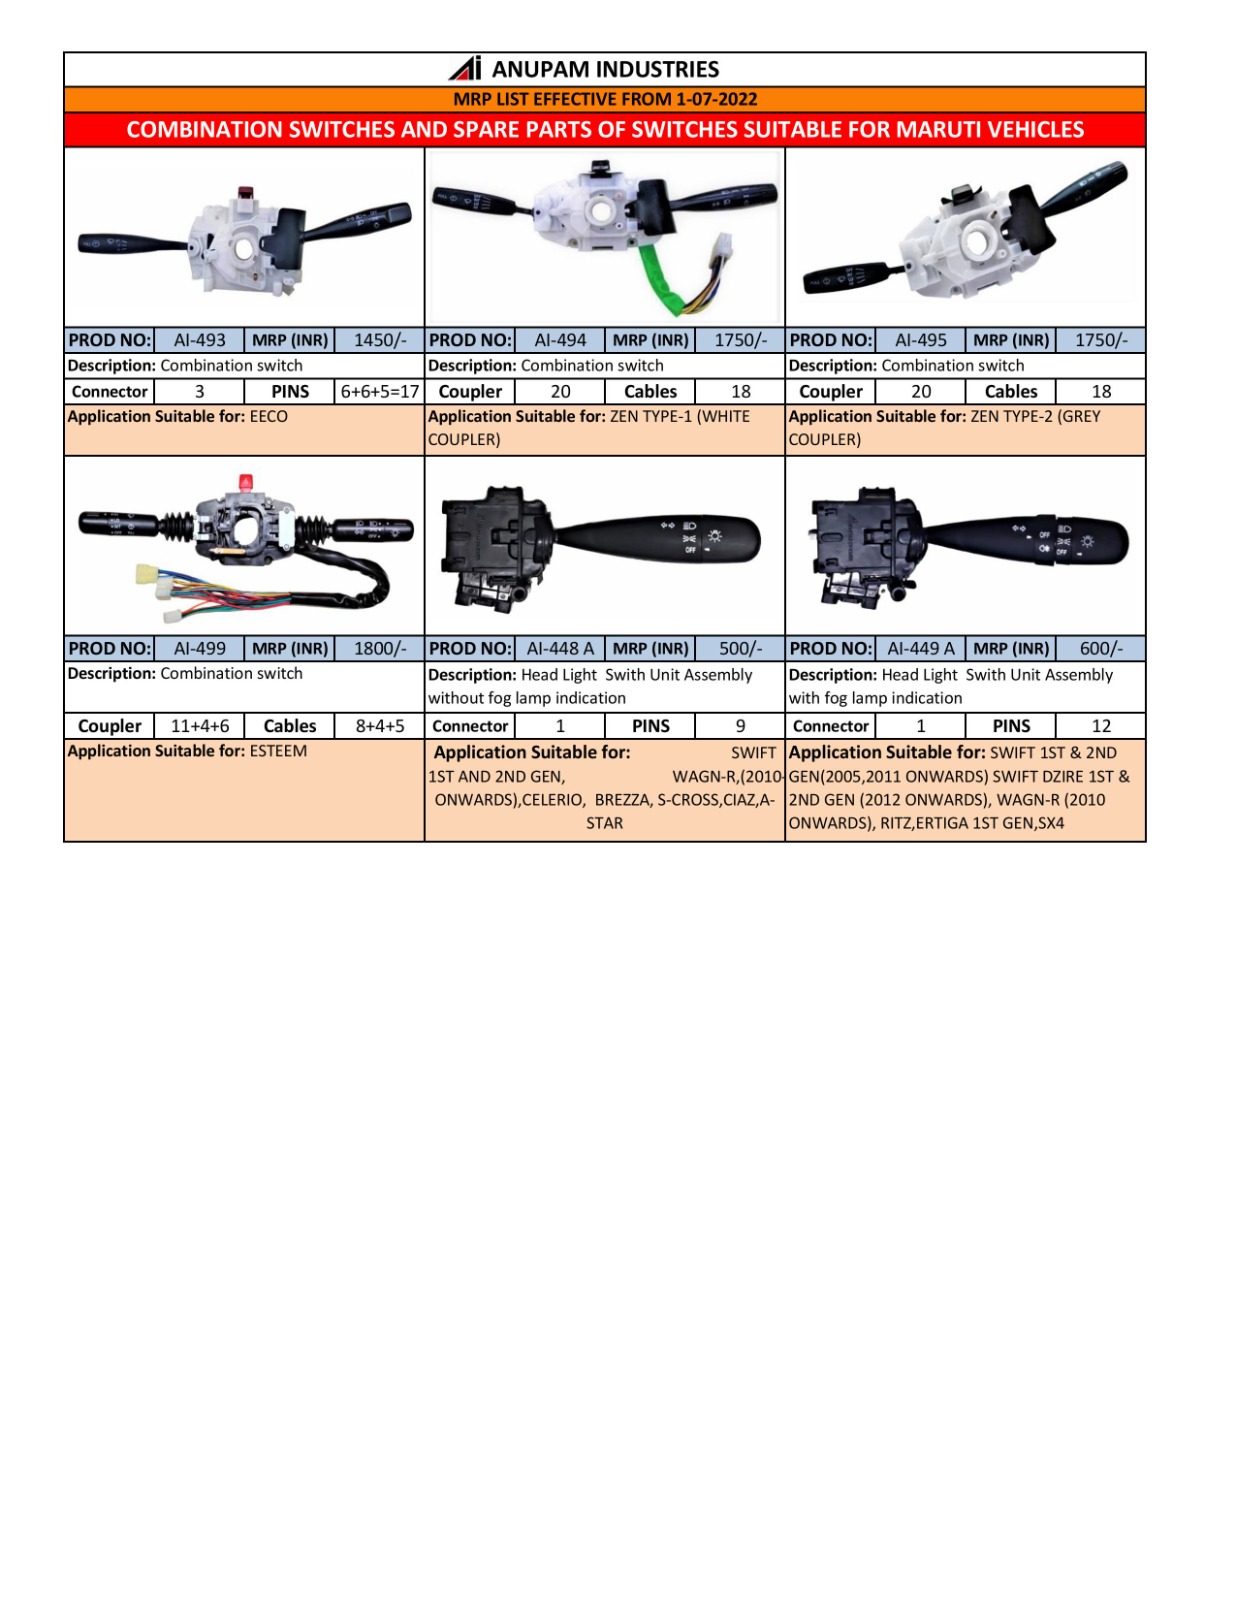 Ai ANUPAM INDUSTRIES
MRP LIST EFFECTIVE FROM 1-07-2022
COMBINATION SWITCHES AND SPARE PARTS OF SWITCHES SUITABLE FOR MARUTI VEHICLES
PROD NO: AI-493 MRP (INR) 1450/- PROD NO: AI-494 MRP (INR) 1750/- PROD NO: AI-495 MRP (INR) 1750/-
Description: Combination switch Description: Combination switch Description: Combination switch
Connector 3 PINS 6+6+5=17 Coupler 20 Cables 18 Coupler 20 Cables 18
Application Suitable for: EECO
Application Suitable for: ZEN TYPE-1 (WHITE
COUPLER)
Application Suitable for: ZEN TYPE-2 (GREY
COUPLER)
OFF
OFF
OFF
OFF
PROD NO: AI-499 MRP (INR) 1800/- PROD NO: AI-448 A MRP (INR) 500/- PROD NO: AI-449 A MRP (INR) 600/-
Description: Combination switch
Description: Head Light Swith Unit Assembly
without fog lamp indication
Description: Head Light Swith Unit Assembly
with fog lamp indication
Coupler 11+4+6 Cables 8+4+5 Connector 1 PINS 9 Connector 1 PINS 12
Application Suitable for: ESTEEM
Application Suitable for: SWIFT
1ST AND 2ND GEN, WAGN-R,(2010-
ONWARDS),CELERIO, BREZZA, S-CROSS,CIAZ,A-
STAR
Application Suitable for: SWIFT 1ST & 2ND
GEN(2005,2011 ONWARDS) SWIFT DZIRE 1ST &
2ND GEN (2012 ONWARDS), WAGN-R (2010
ONWARDS), RITZ,ERTIGA 1ST GEN,SX4